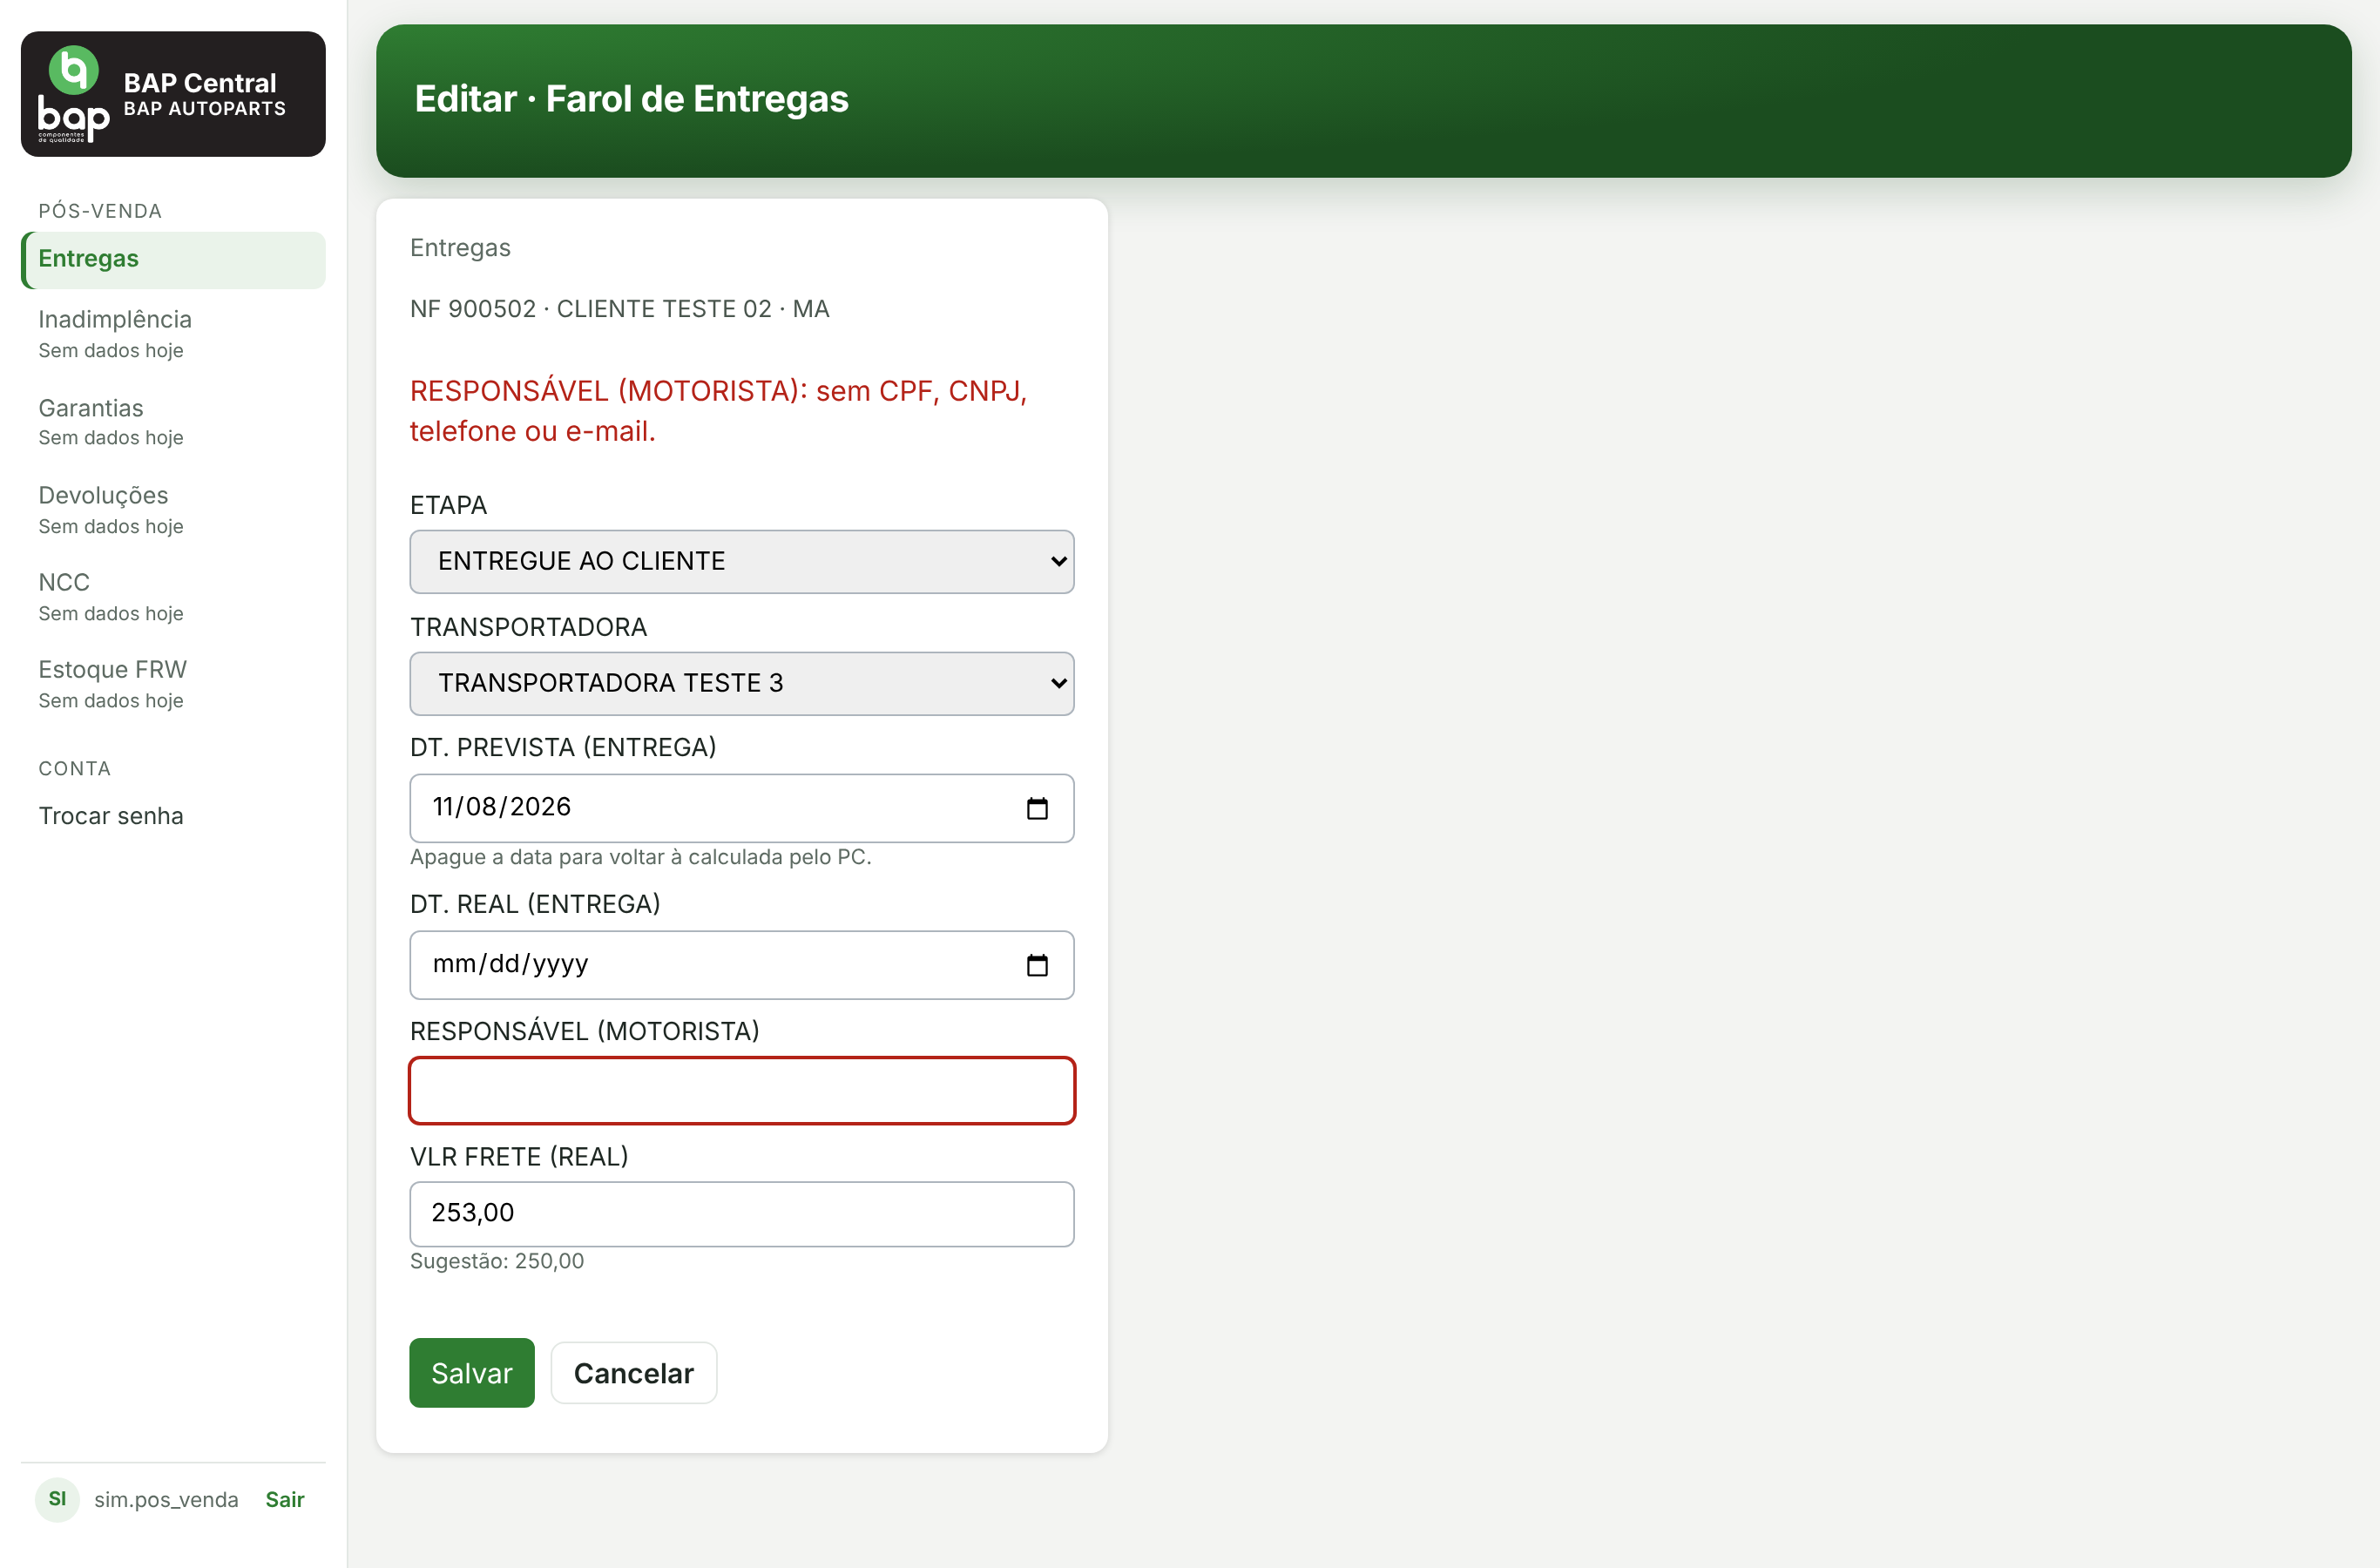 bap
componentes
de qualidade
BAP Central
BAP AUTOPARTS
PÓS-VENDA
Entregas
Inadimplência
Sem dados hoje
Garantias
Sem dados hoje
Devoluções
Sem dados hoje
NCC
Sem dados hoje
Estoque FRW
Sem dados hoje
CONTA
Trocar senha
SI
sim.pos_venda
Sair
Editar · Farol de Entregas
Entregas
NF 900502 · CLIENTE TESTE 02 · MA
RESPONSÁVEL (MOTORISTA): sem CPF, CNPJ,
telefone ou e-mail.
ETAPA
ENTREGUE AO CLIENTE
TRANSPORTADORA
TRANSPORTADORA TESTE 3
DT. PREVISTA (ENTREGA)
11/08/2026
Apague a data para voltar à calculada pelo PC.
DT. REAL (ENTREGA)
mm/dd/yyyy
RESPONSÁVEL (MOTORISTA)
VLR FRETE (REAL)
253,00
Sugestão: 250,00
Salvar
Cancelar